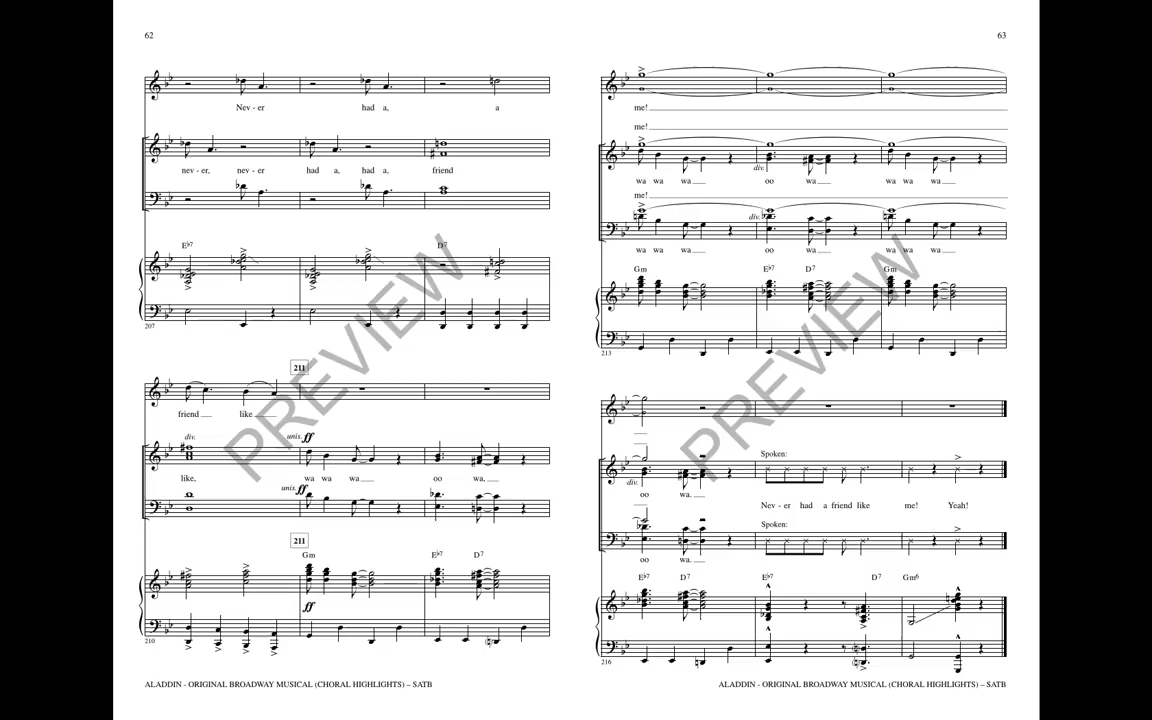 62
Nev - er had a, a
nev - er, nev - er had a, had a, friend
E♭7 D7
207
211
friend like
div. unis. ff
like, wa wa wa oo wa.
unis. ff
211
Gm E♭7 D7
ff
210
ALADDIN - ORIGINAL BROADWAY MUSICAL (CHORAL HIGHLIGHTS) – SATB
PREVIEW
63
me!
me!
div.
wa wa wa oo wa wa wa wa
me!
div.
wa wa wa oo wa wa wa wa
Gm E♭7 D7 Gm
213
Spoken:
div.
oo wa. Nev - er had a friend like me! Yeah!
Spoken:
oo wa.
E♭7 D7 E♭7 D7 Gm6
216
ALADDIN - ORIGINAL BROADWAY MUSICAL (CHORAL HIGHLIGHTS) – SATB
PREVIEW